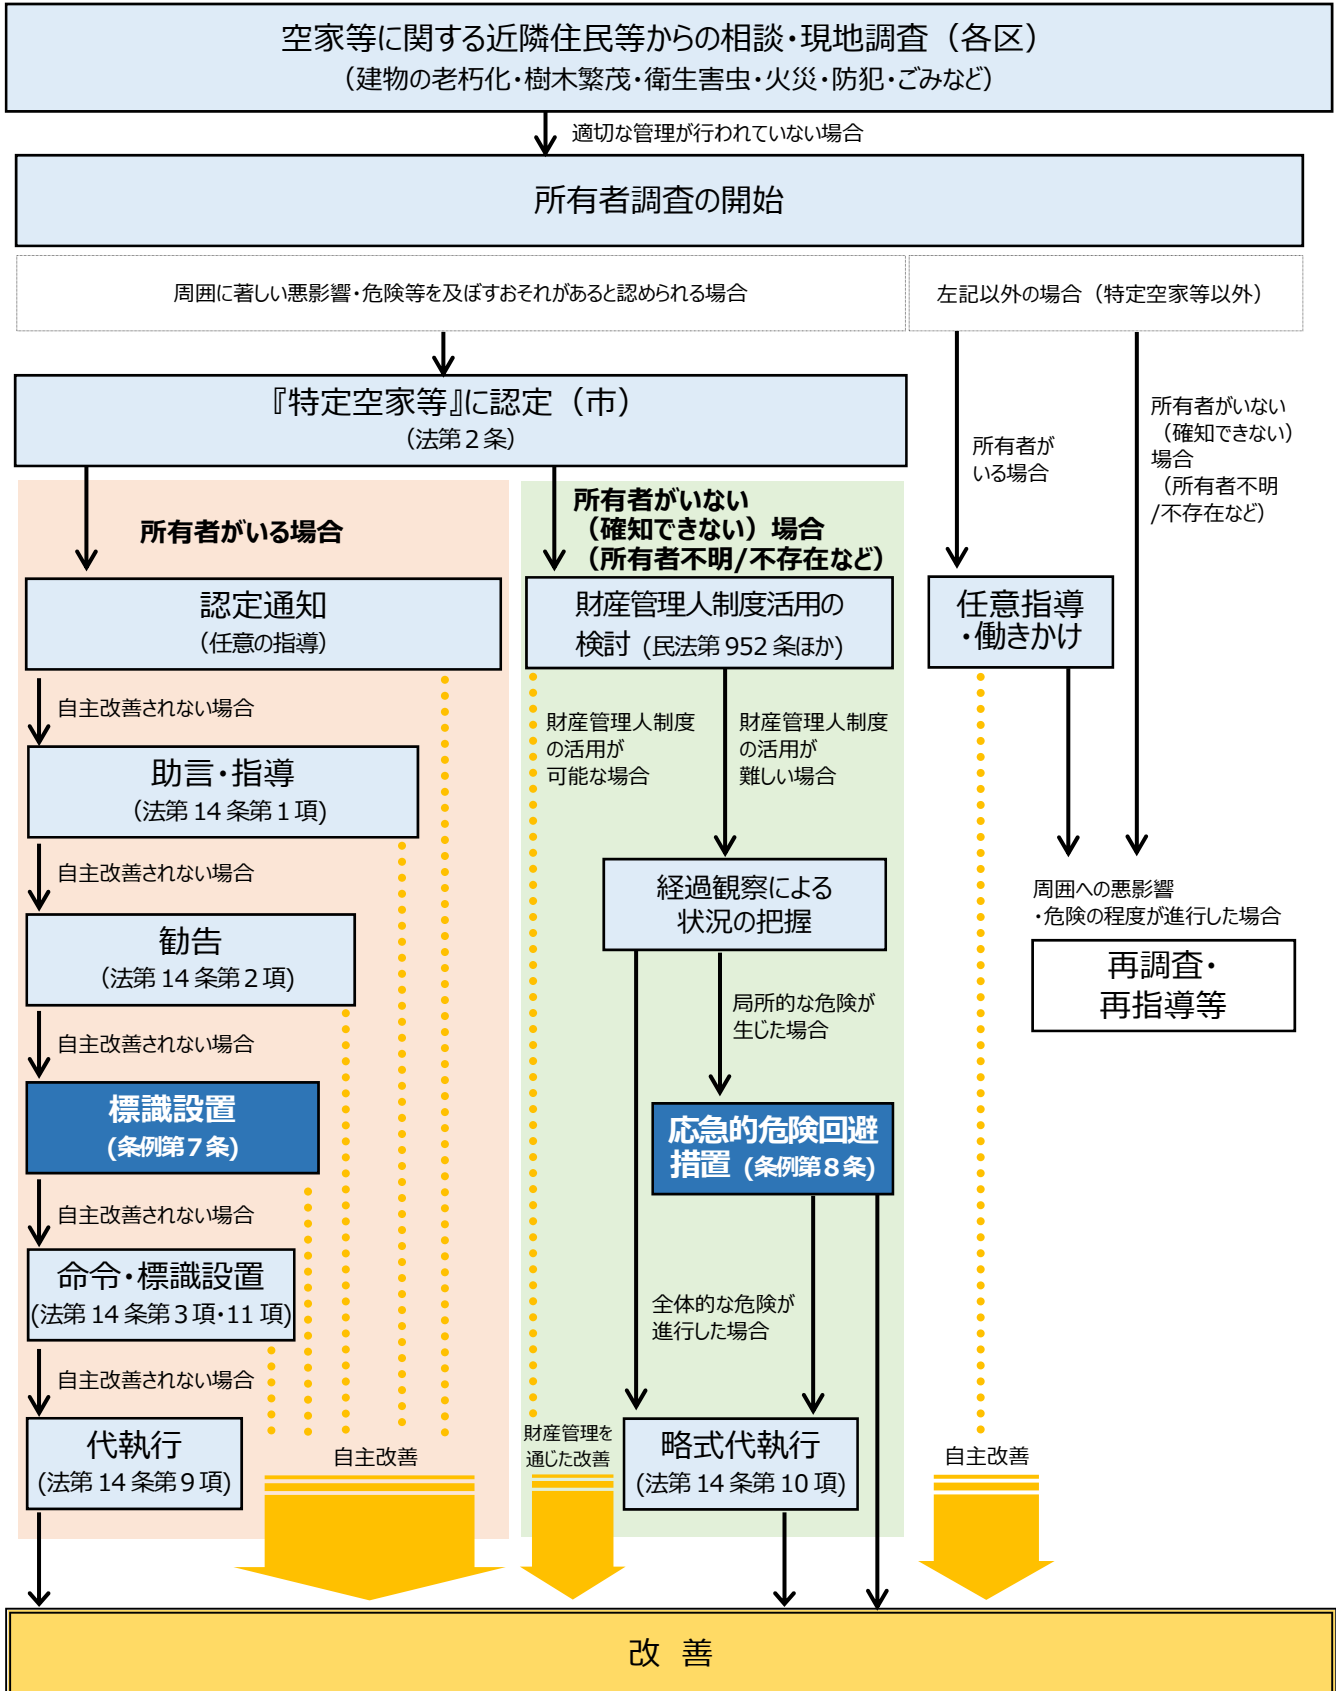 空家等に関する近隣住民等からの相談・現地調査（各区）
（建物の老朽化・樹木繁茂・衛生害虫・火災・防犯・ごみなど）
適切な管理が行われていない場合
所有者調査の開始
周囲に著しい悪影響・危険等を及ぼすおそれがあると認められる場合
左記以外の場合（特定空家等以外）
『特定空家等』に認定（市）
（法第２条）
所有者がいる場合
認定通知
（任意の指導）
自主改善されない場合
助言・指導
（法第 14 条第１項）
自主改善されない場合
勧告
（法第 14 条第２項）
自主改善されない場合
標識設置
（条例第７条）
自主改善されない場合
命令・標識設置
（法第 14 条第３項・11 項）
自主改善されない場合
代執行
（法第 14 条第９項）
自主改善
所有者がいない
（確知できない）場合
（所有者不明/不存在など）
財産管理人制度活用の
検討（民法第 952 条ほか）
財産管理人制度
の活用が
可能な場合
財産管理人制度
の活用が
難しい場合
経過観察による
状況の把握
局所的な危険が
生じた場合
応急的危険回避
措置（条例第８条）
全体的な危険が
進行した場合
財産管理を
通じた改善
略式代執行
（法第 14 条第 10 項）
所有者が
いる場合
任意指導
・働きかけ
自主改善
所有者がいない
（確知できない）
場合
（所有者不明
/不存在など）
周囲への悪影響
・危険の程度が進行した場合
再調査・
再指導等
改 善